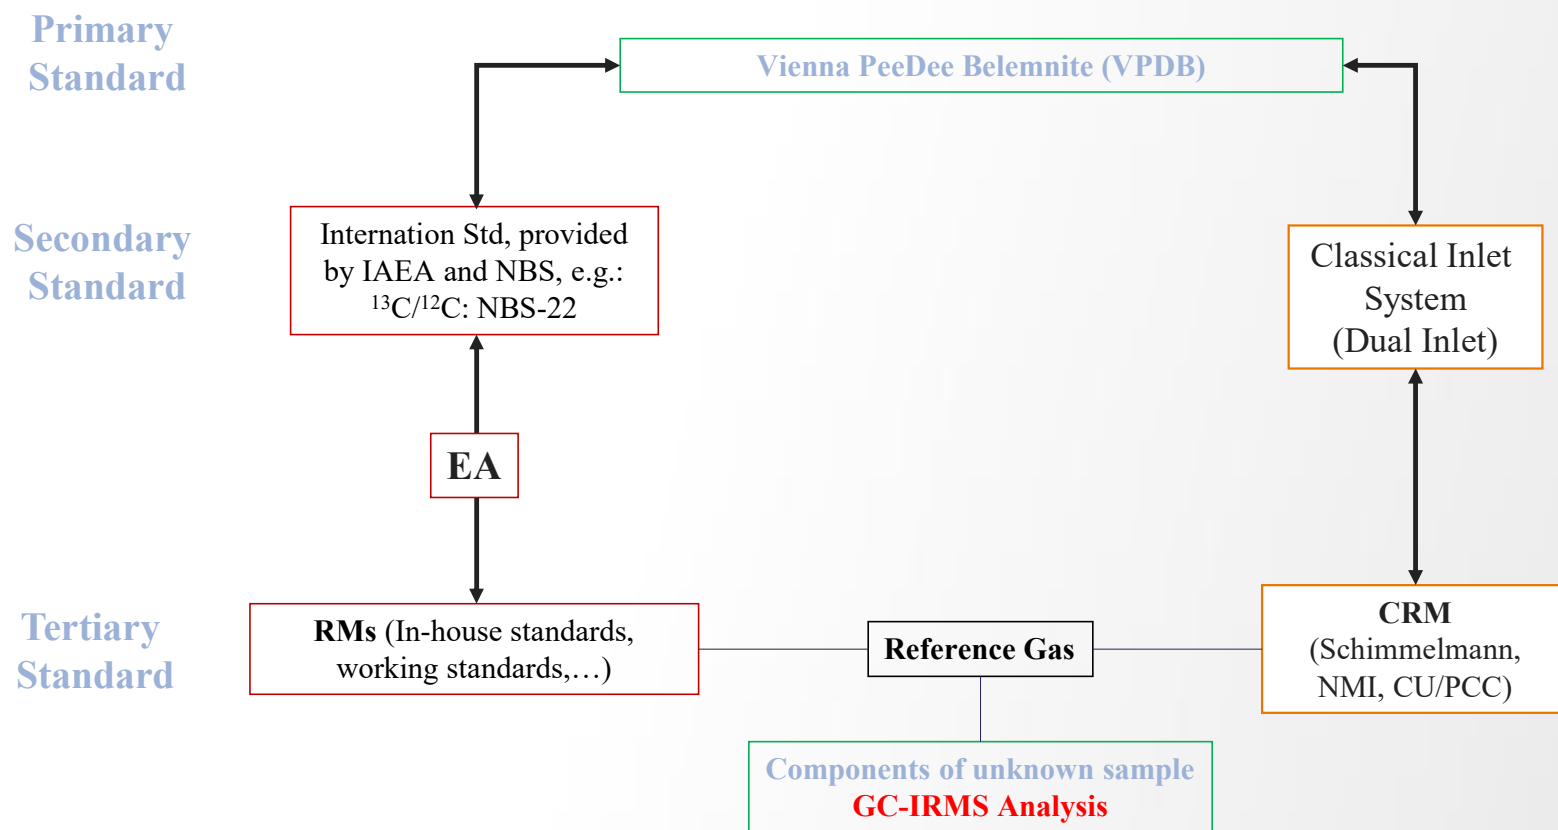 Primary
Standard
Vienna PeeDee Belemnite (VPDB)
Secondary
Standard
Internation Std, provided
by IAEA and NBS, e.g.:
¹³C/¹²C: NBS-22
Classical Inlet
System
(Dual Inlet)
EA
Tertiary
Standard
RMs (In-house standards,
working standards,…)
Reference Gas
CRM
(Schimmelmann,
NMI, CU/PCC)
Components of unknown sample
GC-IRMS Analysis